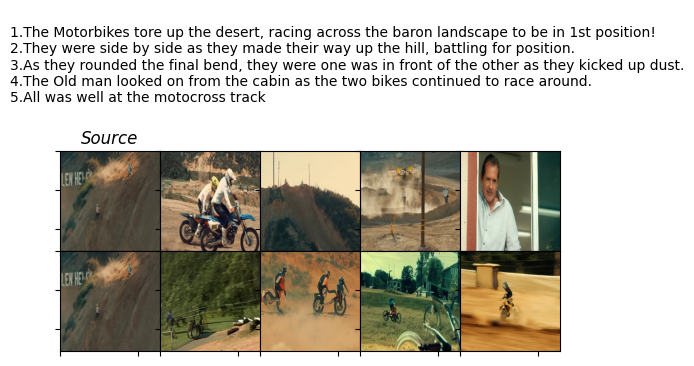 1.The Motorbikes tore up the desert, racing across the baron landscape to be in 1st position!
2.They were side by side as they made their way up the hill, battling for position.
3.As they rounded the final bend, they were one was in front of the other as they kicked up dust.
4.The Old man looked on from the cabin as the two bikes continued to race around.
5.All was well at the motocross track
Source
LEN HEL
LEN HEL